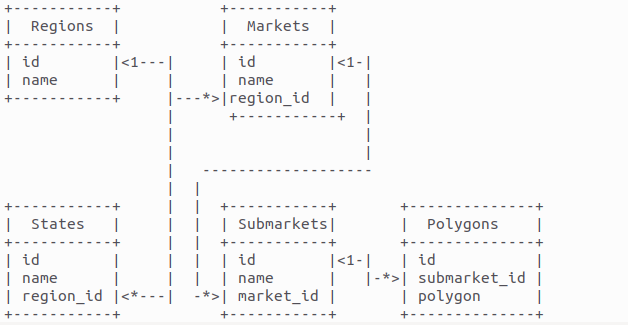 +-----------+           +-----------+
|  Regions  |           |  Markets  |
+-----------+           +-----------+
| id        |<1---|     | id        |<1-|
| name      |     |     | name      |   |
+-----------+     |---*>|region_id  |   |
                  |      +-----------+  |
                  |                     |
                  |                     |
                  |   -------------------
                  |  |
+-----------+     |  |  +-----------+       +--------------+
|  States   |     |  |  | Submarkets|       |  Polygons    |
+-----------+     |  |  +-----------+       +--------------+
| id        |     |  |  | id        |<1-|   | id           |
| name      |     |  |  | name      |   |-*>| submarket_id |
| region_id |<*---|  -*>| market_id |       | polygon      |
+-----------+           +-----------+       +--------------+